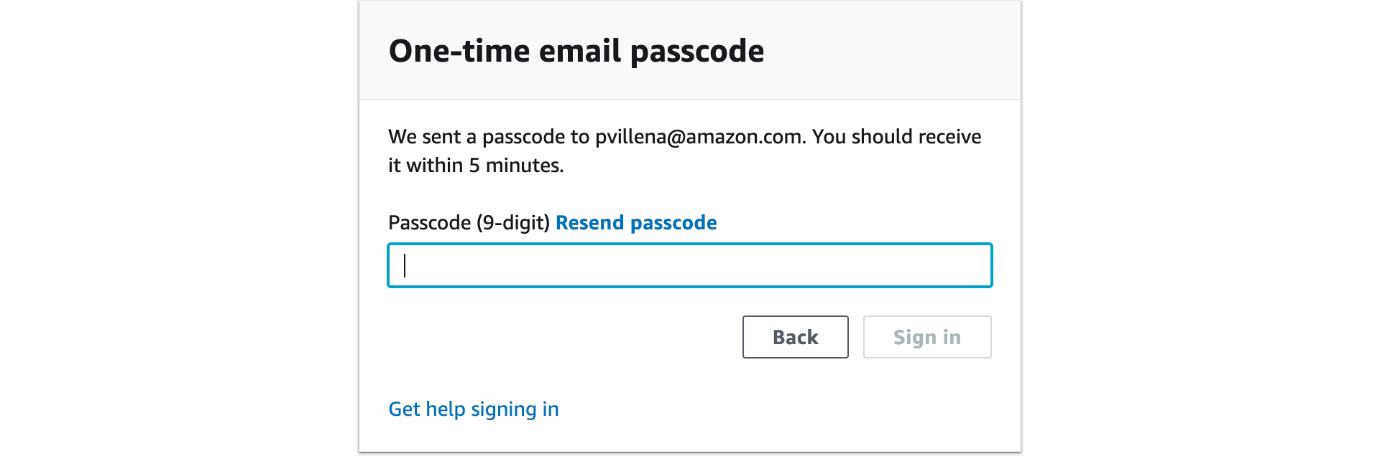 One-time email passcode
We sent a passcode to pvillena@amazon.com. You should receive
it within 5 minutes.
Passcode (9-digit) Resend passcode
Back Sign in
Get help signing in